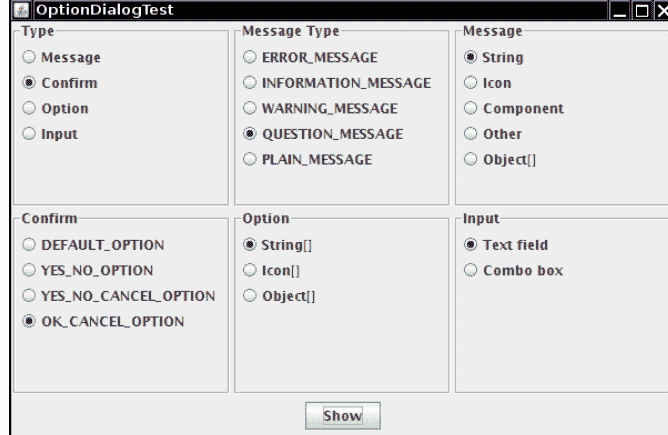 OptionDialogTest
Type
Message
Confirm
Option
Input
Message Type
ERROR_MESSAGE
INFORMATION_MESSAGE
WARNING_MESSAGE
QUESTION_MESSAGE
PLAIN_MESSAGE
Message
String
Icon
Component
Other
Object[]
Confirm
DEFAULT_OPTION
YES_NO_OPTION
YES_NO_CANCEL_OPTION
OK_CANCEL_OPTION
Option
String[]
Icon[]
Object[]
Input
Text field
Combo box
Show